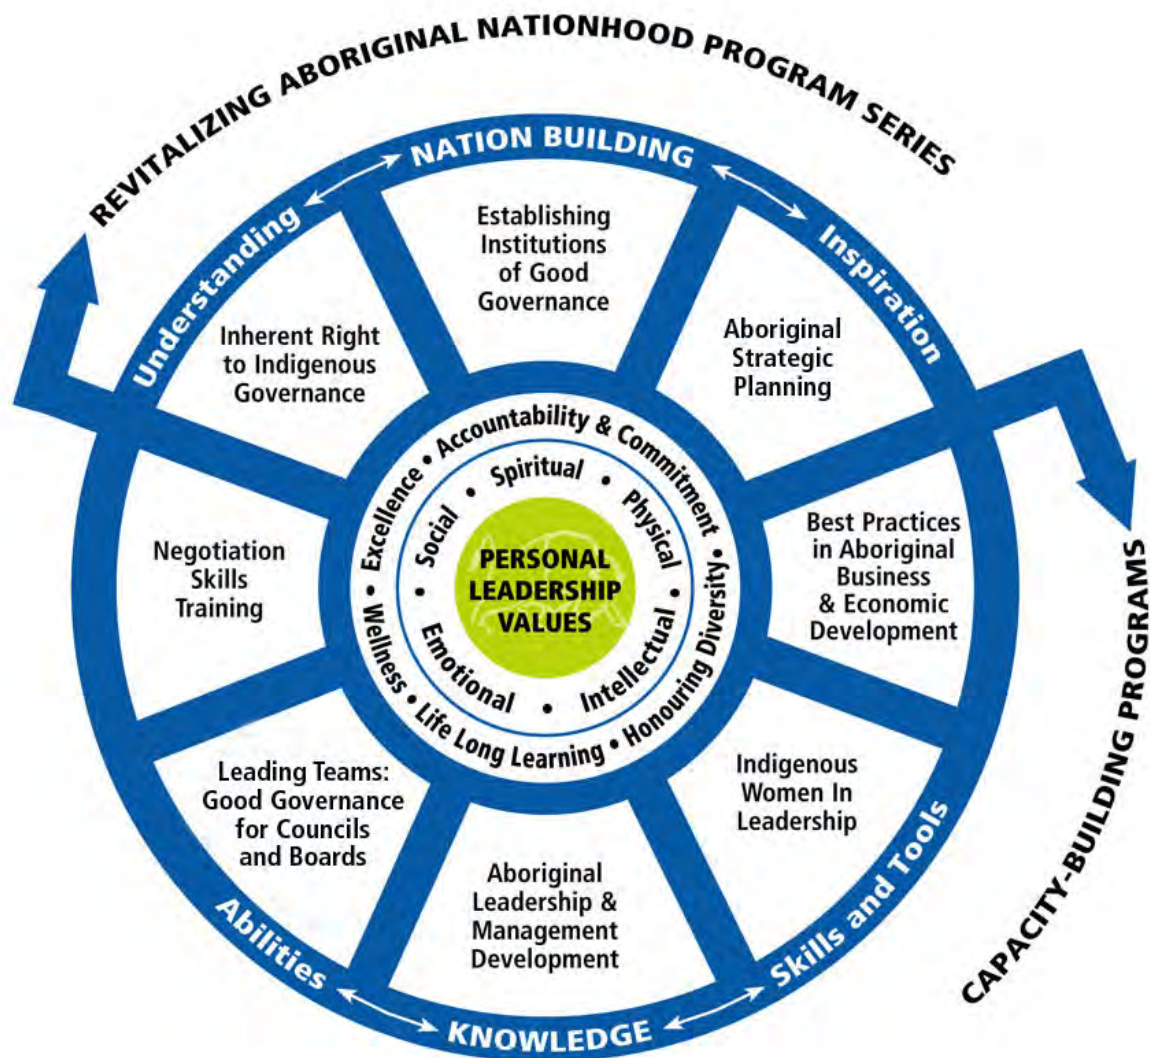 REVITALIZING ABORIGINAL NATIONHOOD PROGRAM SERIES
NATION BUILDING
Understanding
Inspiration
Establishing
Institutions
of Good
Governance
Inherent Right
to Indigenous
Governance
Aboriginal
Strategic
Planning
Negotiation
Skills
Training
Best Practices
in Aboriginal
Business
& Economic
Development
Leading Teams:
Good Governance
for Councils
and Boards
Aboriginal
Leadership &
Management
Development
Indigenous
Women In
Leadership
• Excellence • Accountability & Commitment • Honouring Diversity • Life Long Learning • Wellness
Social • Spiritual • Physical • Intellectual • Emotional •
PERSONAL
LEADERSHIP
VALUES
Abilities
KNOWLEDGE
Skills and Tools
CAPACITY-BUILDING PROGRAMS